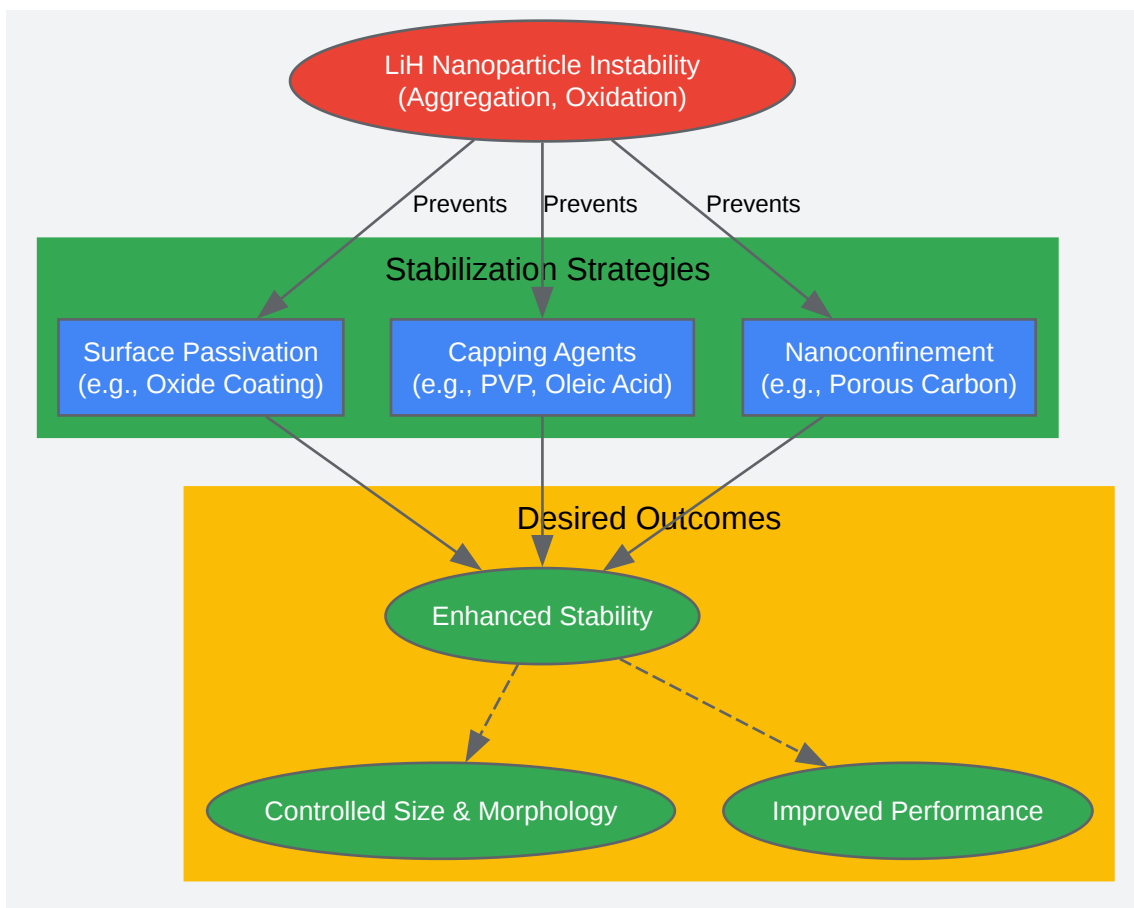 LiH Nanoparticle Instability
(Aggregation, Oxidation)
Prevents
Prevents
Prevents
Stabilization Strategies
Surface Passivation
(e.g., Oxide Coating)
Capping Agents
(e.g., PVP, Oleic Acid)
Nanoconfinement
(e.g., Porous Carbon)
Desired Outcomes
Enhanced Stability
Controlled Size & Morphology
Improved Performance